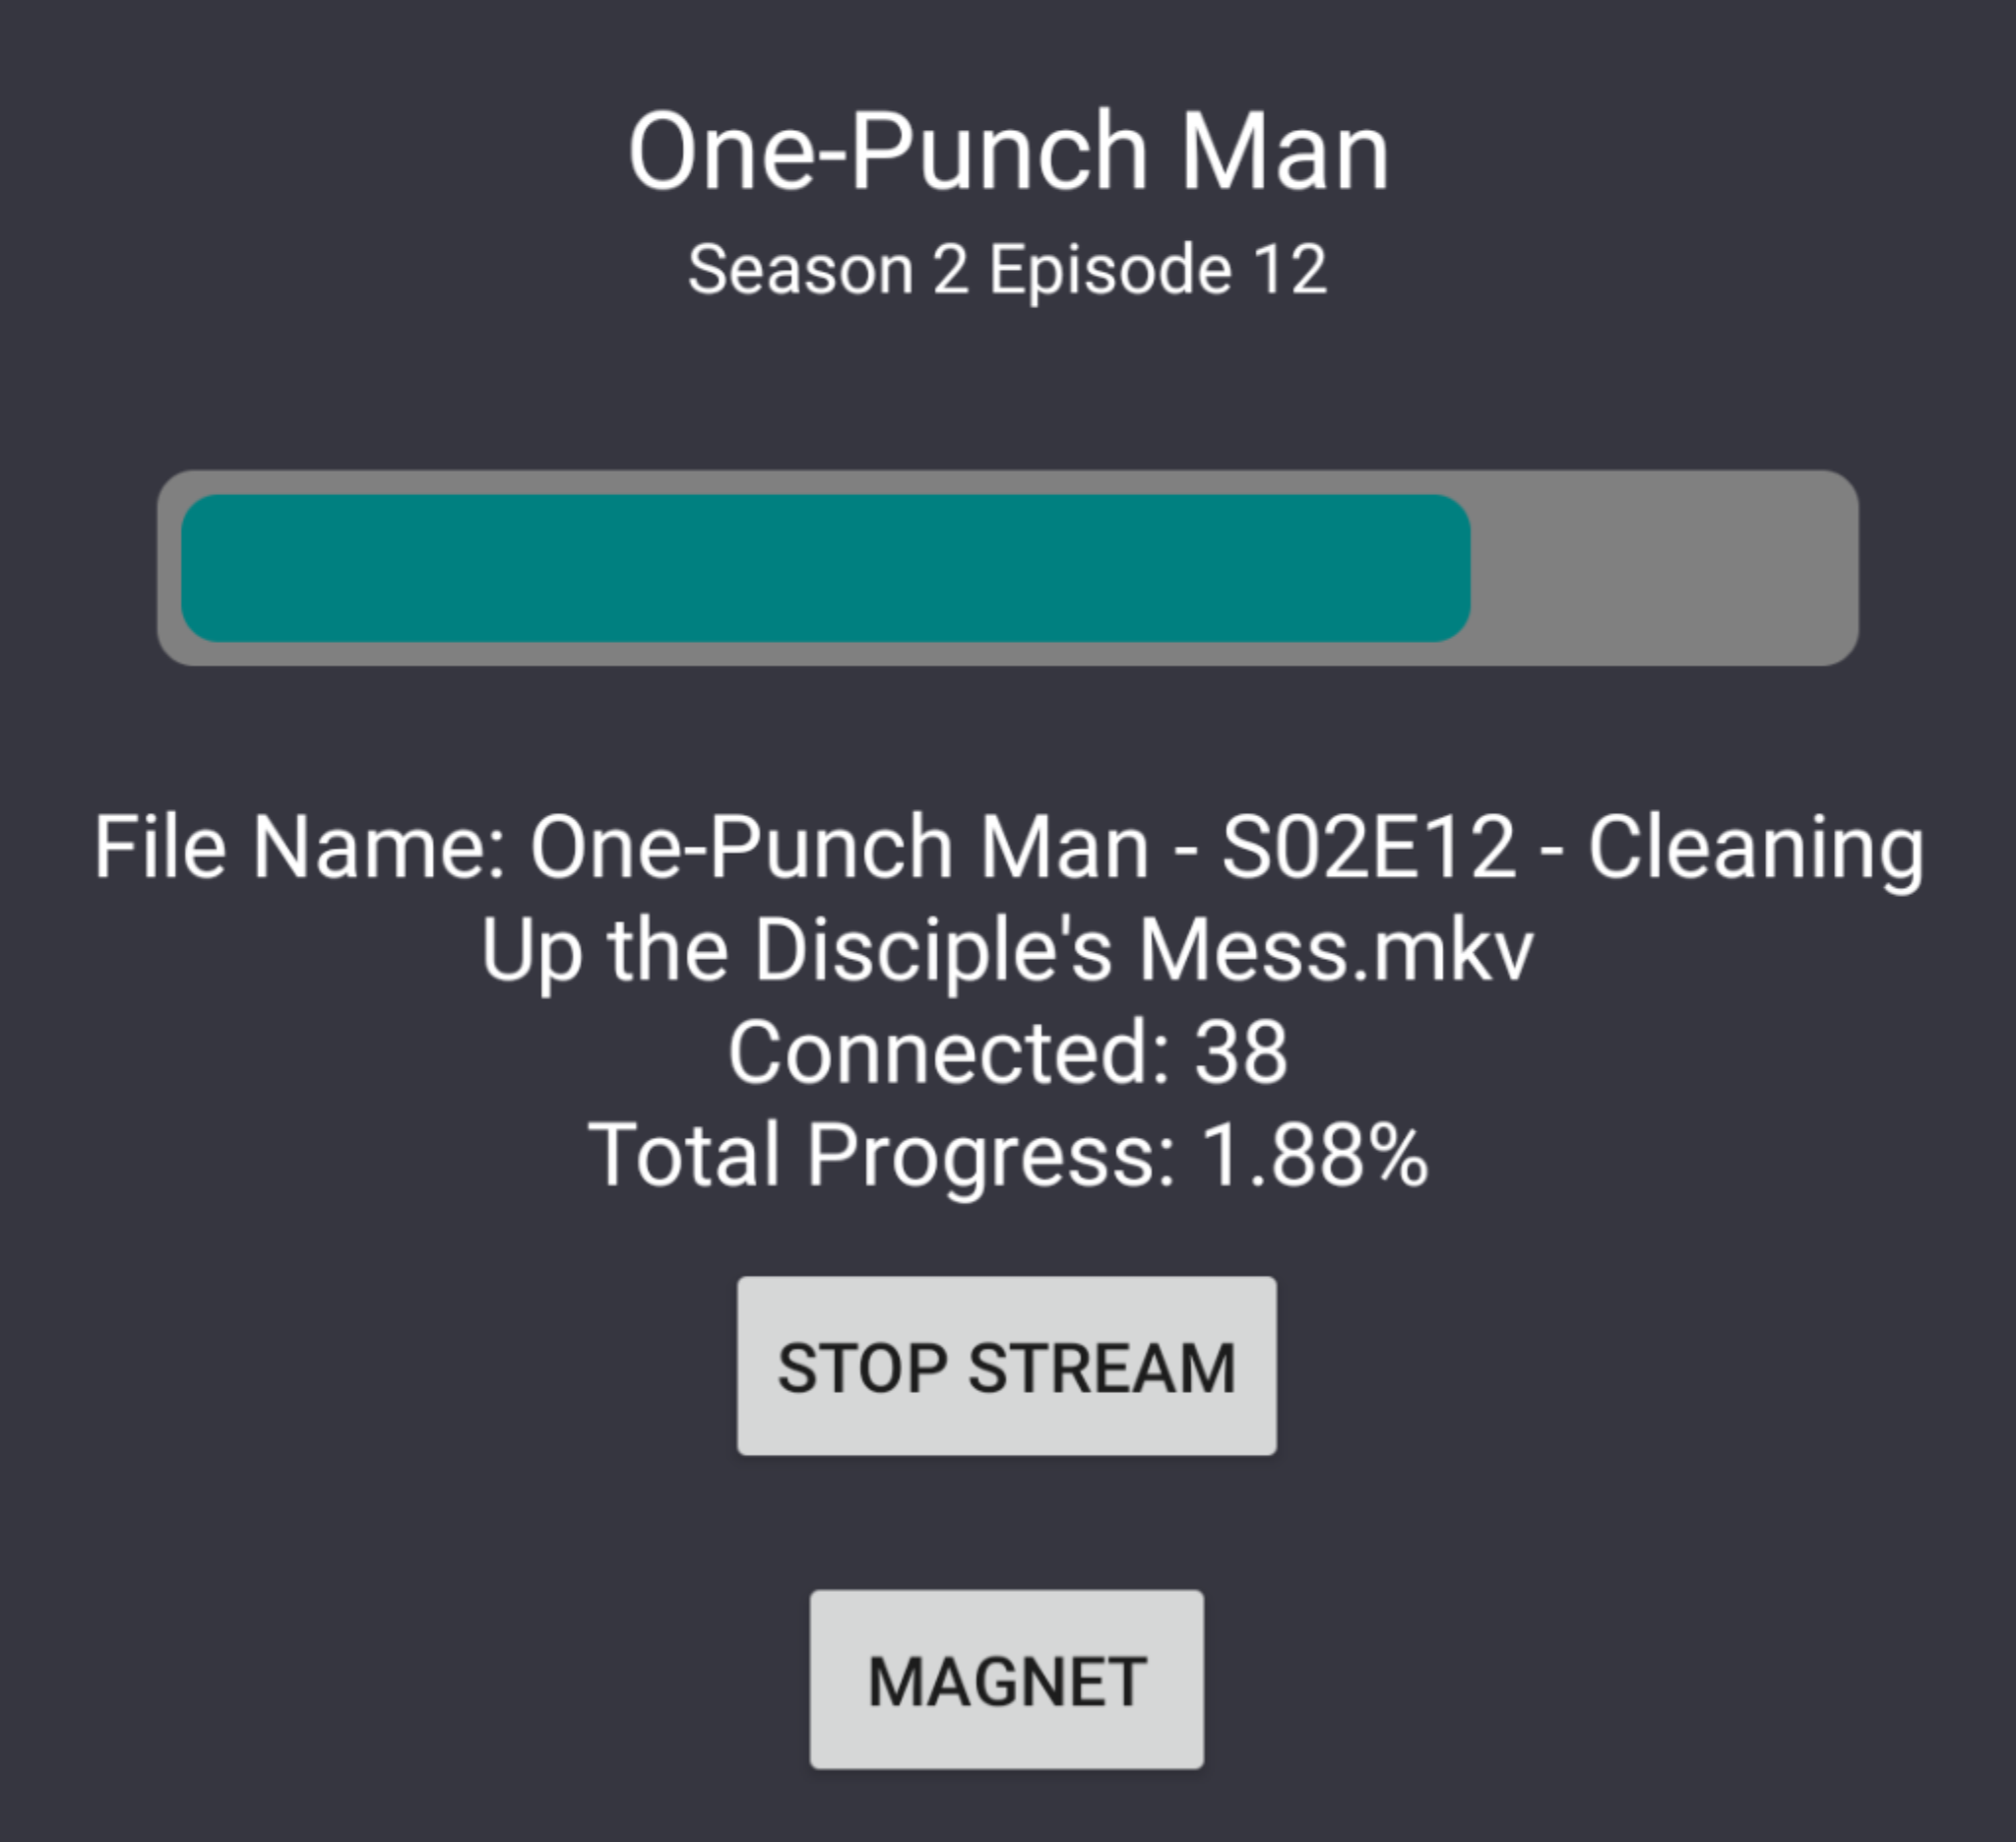 One-Punch Man
Season 2 Episode 12
File Name: One-Punch Man - S02E12 - Cleaning
Up the Disciple's Mess.mkv
Connected: 38
Total Progress: 1.88%
STOP STREAM
MAGNET